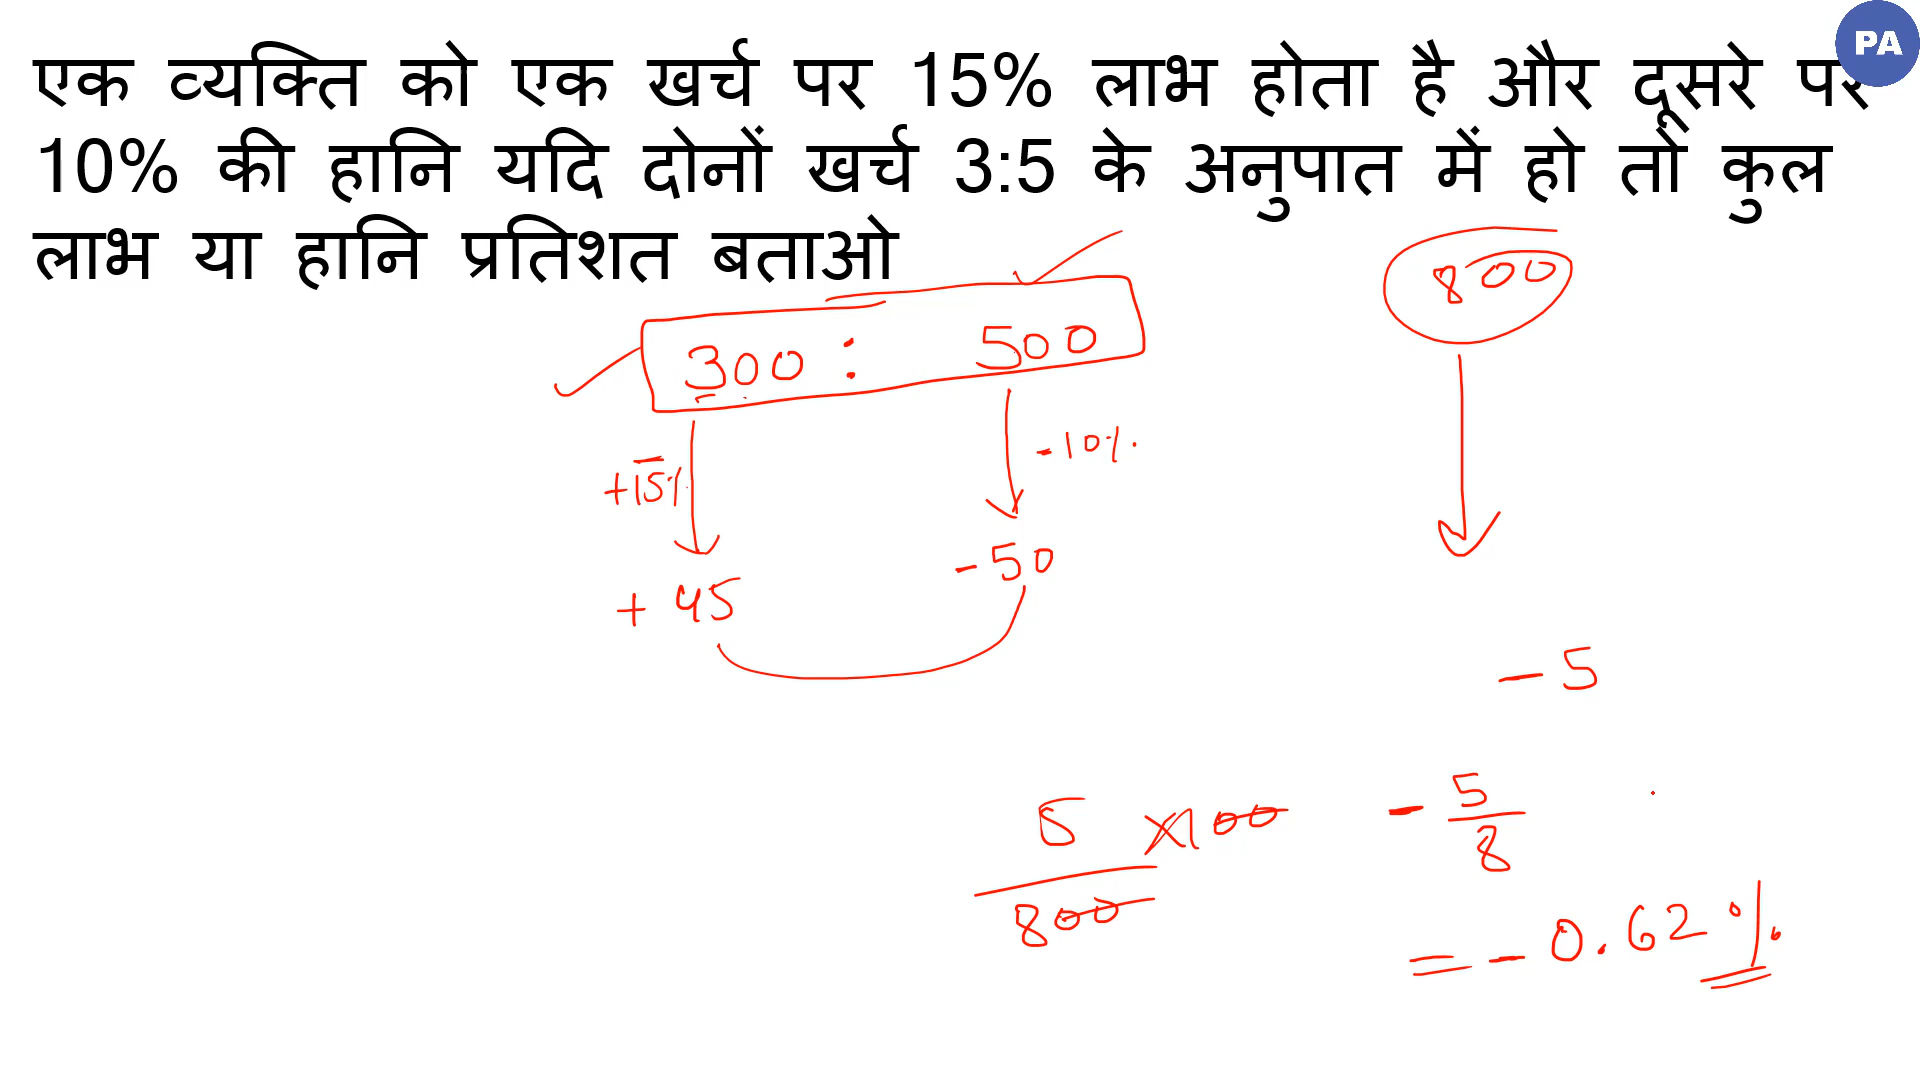 PA
एक व्यक्ति को एक खर्च पर 15% लाभ होता है और दूसरे पर
10% की हानि यदि दोनों खर्च 3:5 के अनुपात में हो तो कुल
लाभ या हानि प्रतिशत बताओ
800
300 : 500
+15%
-10%
+ 45
-50
- 5
5 × 100
800
- 5
8
= - 0.62%